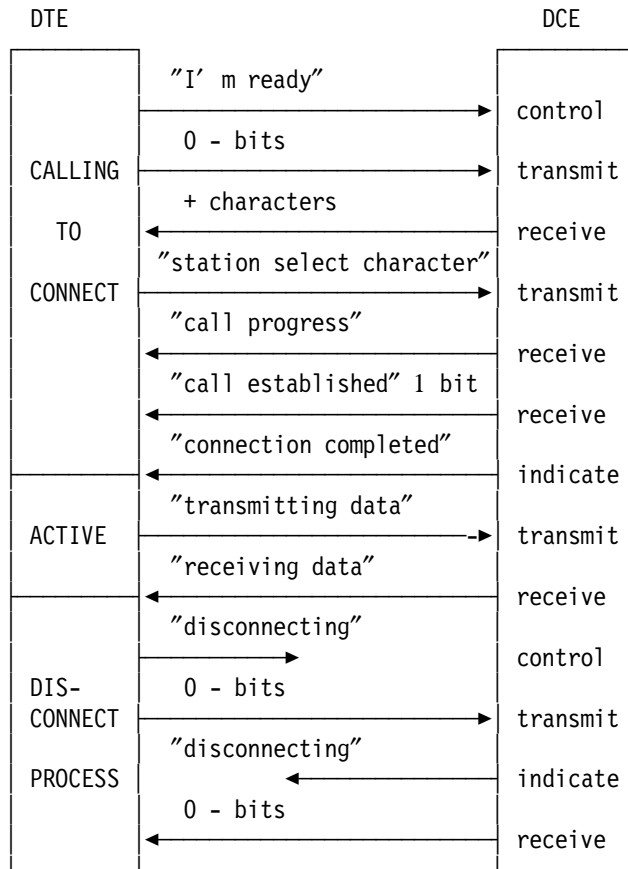 DTE DCE
"I' m ready"
control
0 - bits
CALLING transmit
+ characters
TO receive
"station select character"
CONNECT transmit
"call progress"
receive
"call established" 1 bit
receive
"connection completed"
indicate
"transmitting data"
ACTIVE transmit
"receiving data"
receive
"disconnecting"
control
DIS- 0 - bits
CONNECT transmit
"disconnecting"
PROCESS indicate
0 - bits
receive